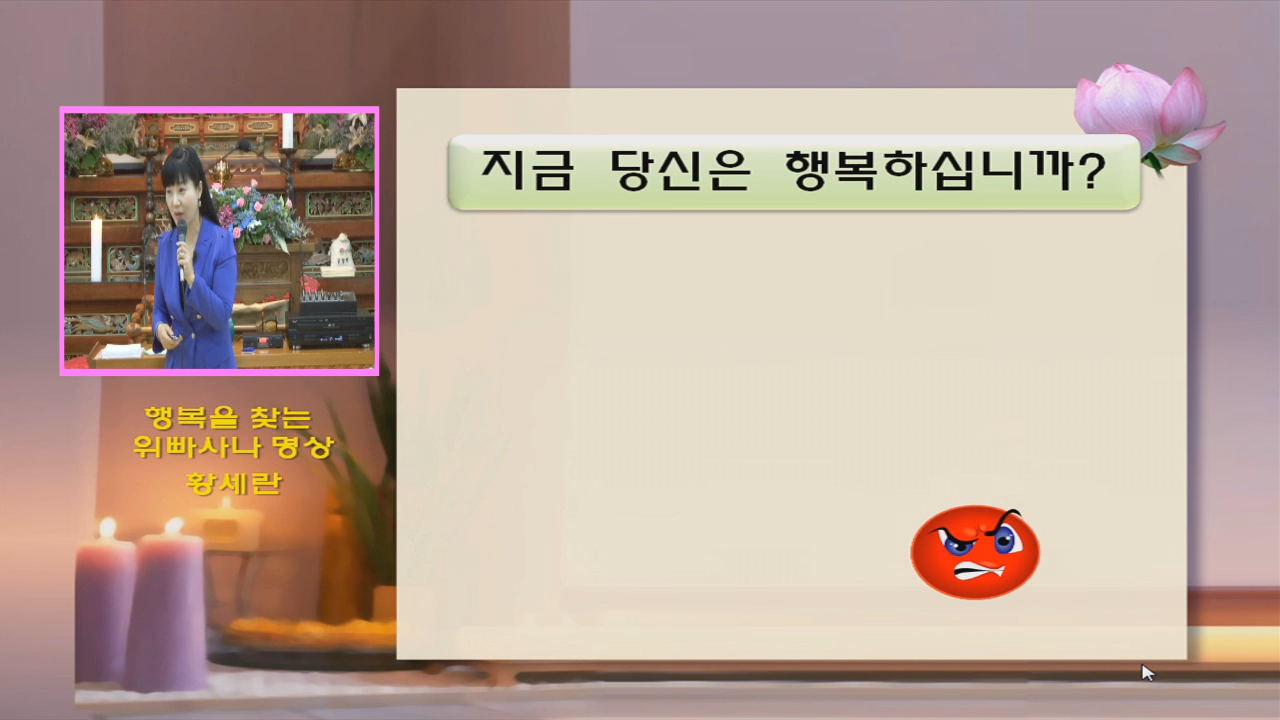 지금 당신은 행복하십니까?
행복을 찾는
위빠사나 명상
황세란